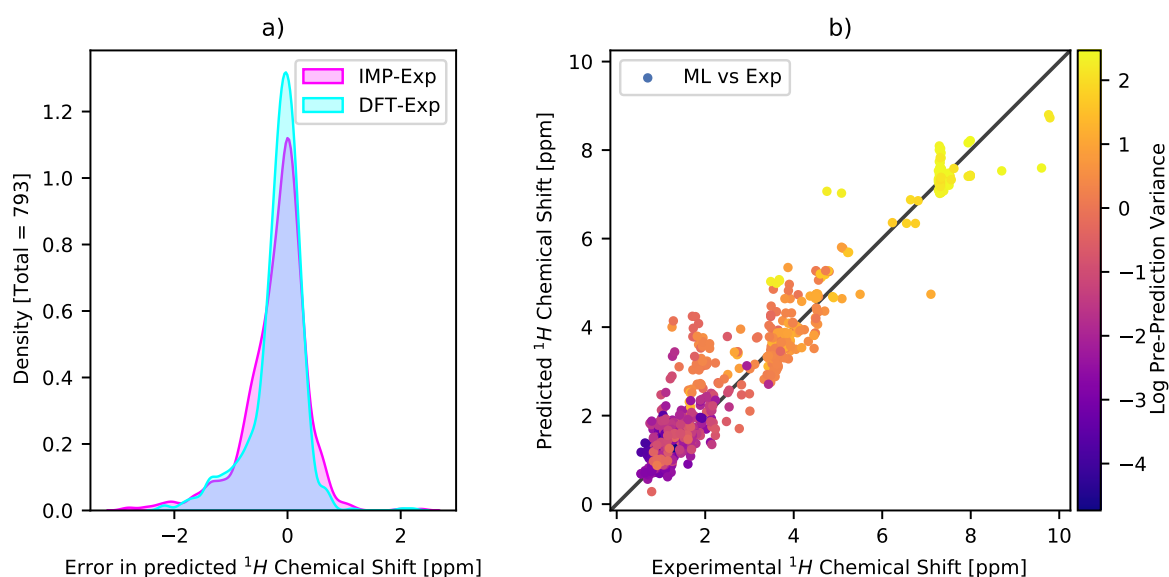 a)
IMP-Exp
DFT-Exp
Density [Total = 793]
1.2
1.0
0.8
0.6
0.4
0.2
0.0
−2
0
2
Error in predicted ¹H Chemical Shift [ppm]
b)
ML vs Exp
Predicted ¹H Chemical Shift [ppm]
10
8
6
4
2
0
0
2
4
6
8
10
Experimental ¹H Chemical Shift [ppm]
2
1
0
−1
−2
−3
−4
Log Pre-Prediction Variance